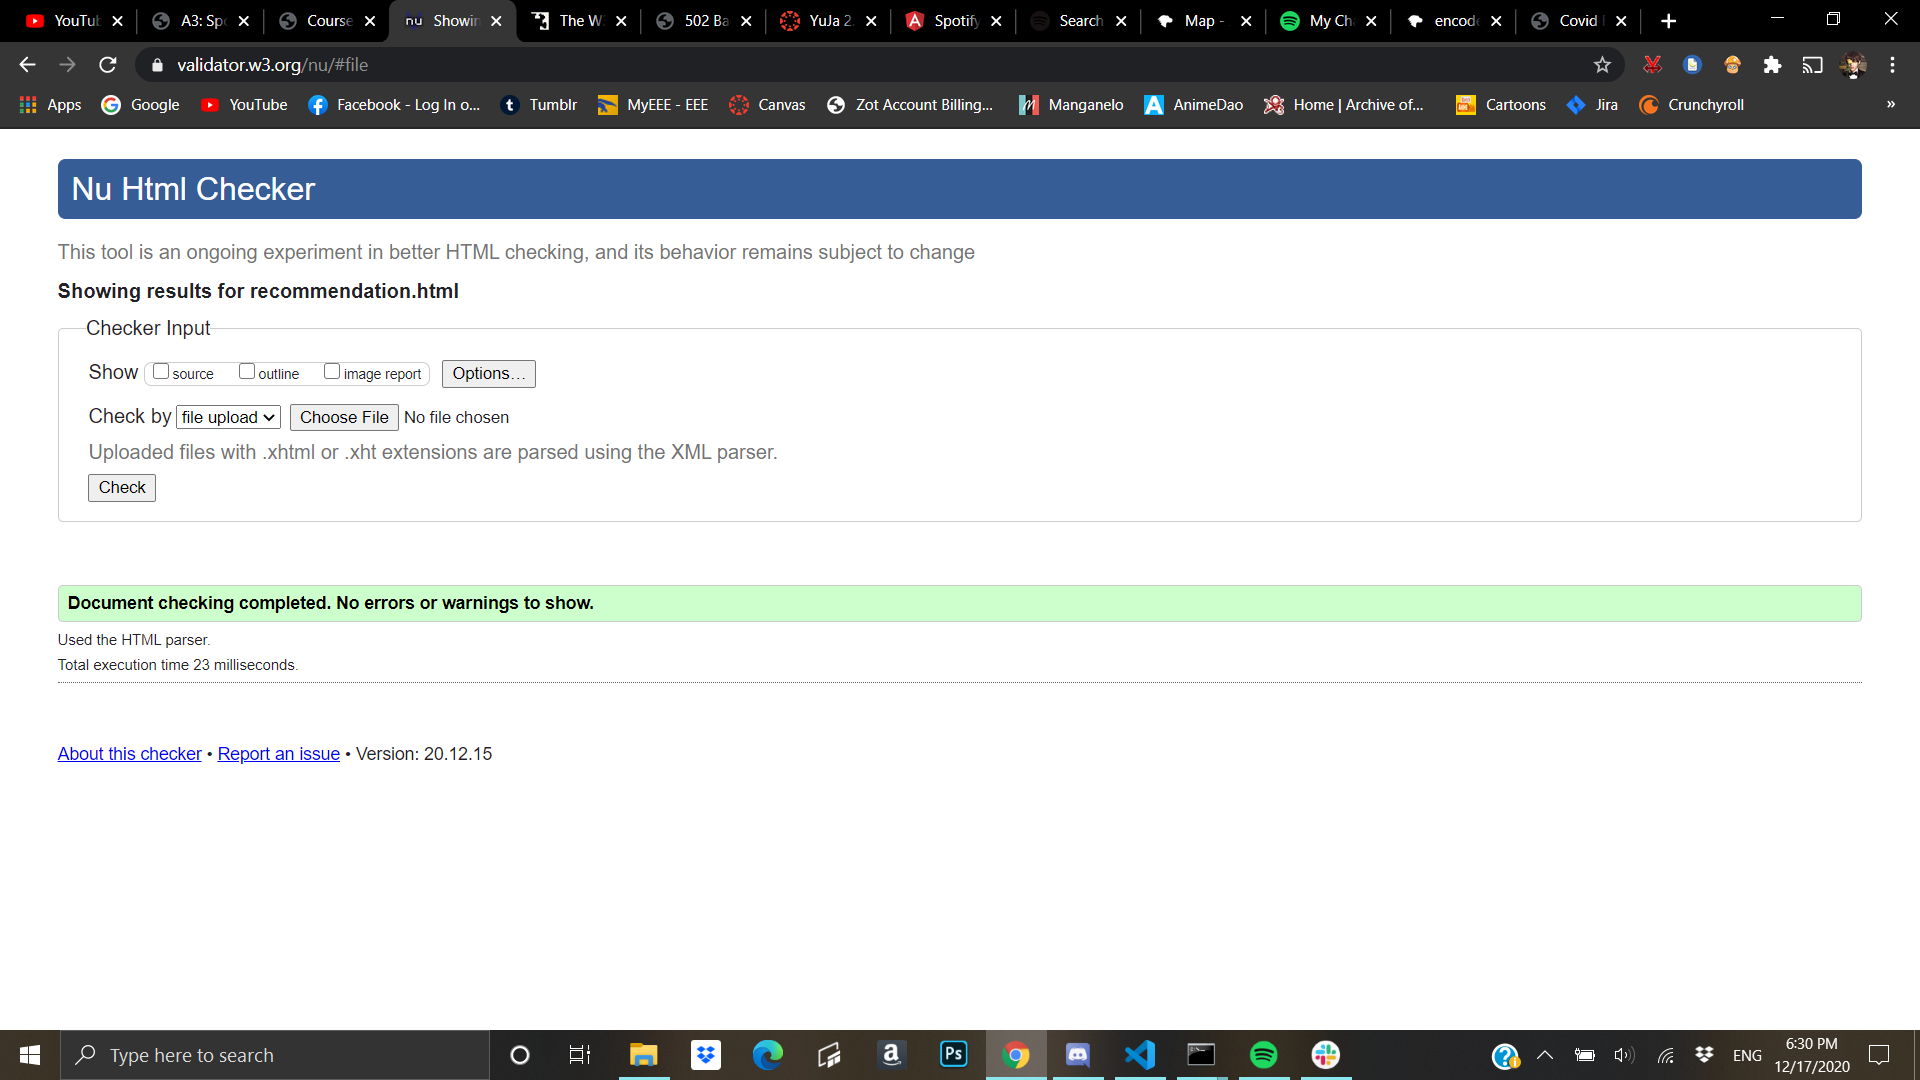 YouTub
A3: Spo
Course
nu Showin
The W
502 Ba
YuJa 2.
Spotify
Search
Map -
My Ch
encode
Covid
validator.w3.org/nu/#file
Apps
Google
YouTube
Facebook - Log In o...
Tumblr
MyEEE - EEE
Canvas
Zot Account Billing...
Manganelo
AnimeDao
Home | Archive of...
Cartoons
Jira
Crunchyroll
»
Nu Html Checker
This tool is an ongoing experiment in better HTML checking, and its behavior remains subject to change
Showing results for recommendation.html
Checker Input
Show source outline image report Options...
Check by file upload Choose File No file chosen
Uploaded files with .xhtml or .xht extensions are parsed using the XML parser.
Check
Document checking completed. No errors or warnings to show.
Used the HTML parser.
Total execution time 23 milliseconds.
About this checker • Report an issue • Version: 20.12.15
Type here to search
Ps
ENG
6:30 PM
12/17/2020